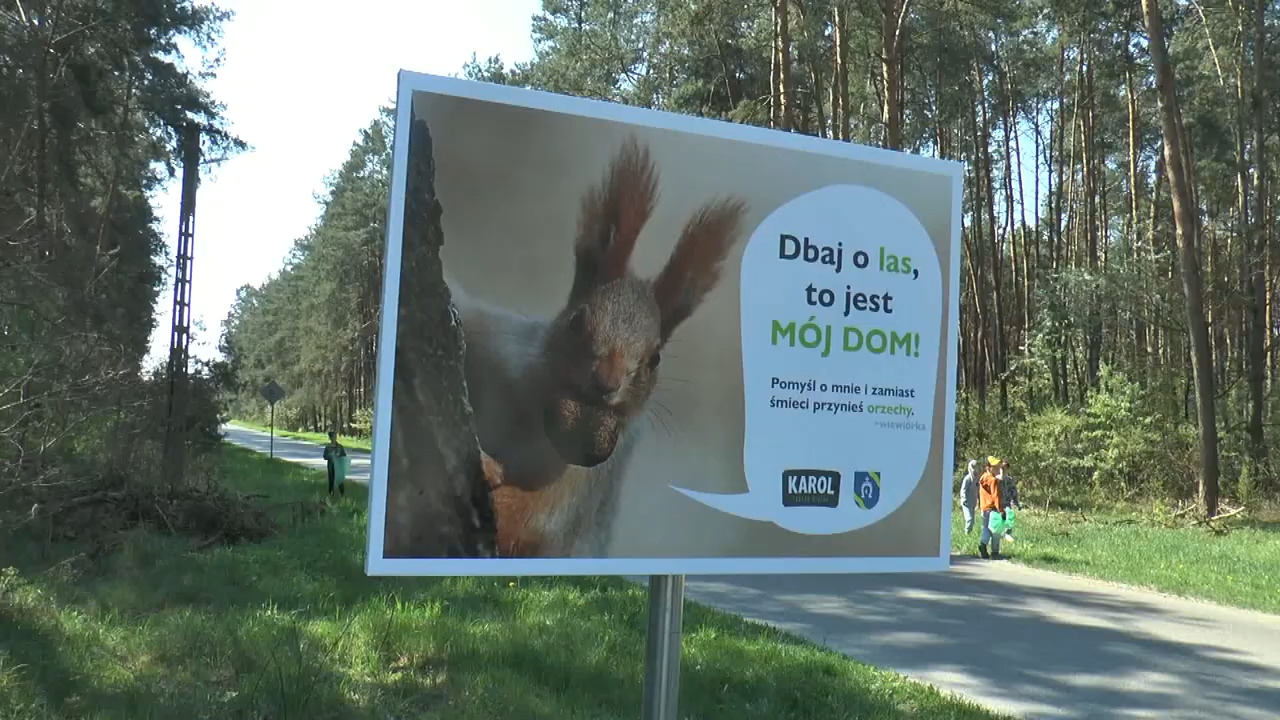 Dbaj o las,
to jest
MÓJ DOM!
Pomyśl o mnie i zamiast
śmieci przynieś orzechy.
~wiewiórka
KAROL